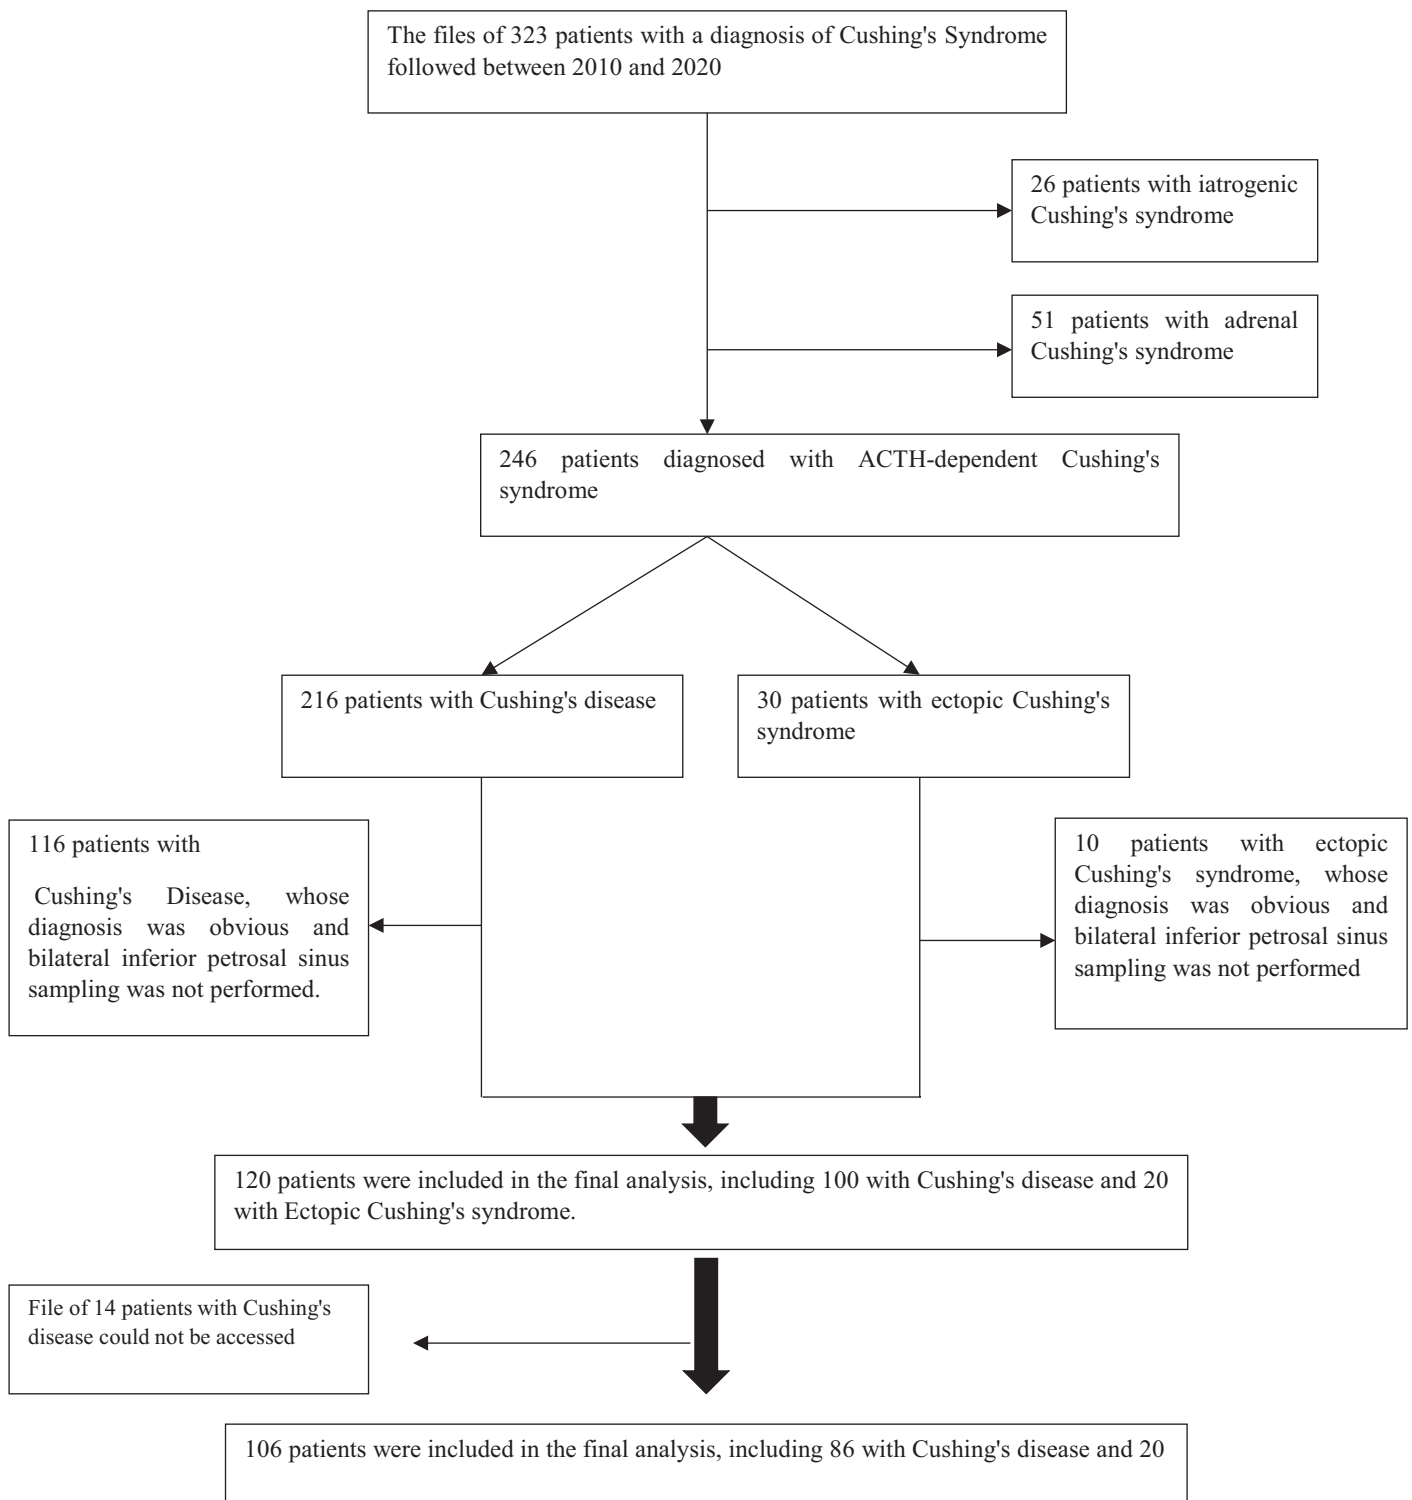 The files of 323 patients with a diagnosis of Cushing's Syndrome
followed between 2010 and 2020
26 patients with iatrogenic
Cushing's syndrome
51 patients with adrenal
Cushing's syndrome
246 patients diagnosed with ACTH-dependent Cushing's
syndrome
216 patients with Cushing's disease
30 patients with ectopic Cushing's
syndrome
116 patients with
Cushing's Disease, whose
diagnosis was obvious and
bilateral inferior petrosal sinus
sampling was not performed.
10 patients with ectopic
Cushing's syndrome, whose
diagnosis was obvious and
bilateral inferior petrosal sinus
sampling was not performed
120 patients were included in the final analysis, including 100 with Cushing's disease and 20
with Ectopic Cushing's syndrome.
File of 14 patients with Cushing's
disease could not be accessed
106 patients were included in the final analysis, including 86 with Cushing's disease and 20